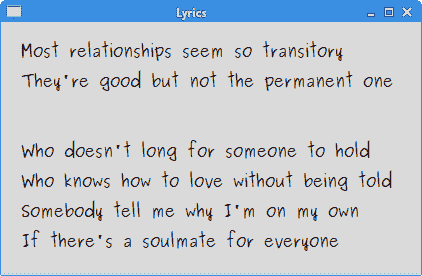 Lyrics
Most relationships seem so transitory
They're good but not the permanent one
Who doesn't long for someone to hold
Who knows how to love without being told
Somebody tell me why I'm on my own
If there's a soulmate for everyone